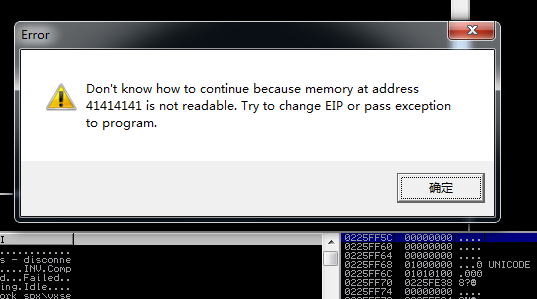 Error
Don't know how to continue because memory at address
41414141 is not readable. Try to change EIP or pass exception
to program.
确定
I
............
s - disconne
....INV.Comp
d..Failed..
ing.Idle....
ork spx\vxse
0225FF5C 00000000 ....
0225FF60 00000000 ....
0225FF64 00000000 ....
0225FF68 01000000 ...0 UNICODE
0225FF6C 01010100 .000
0225FF70 0225FE38
0225FF74 00000000 ....